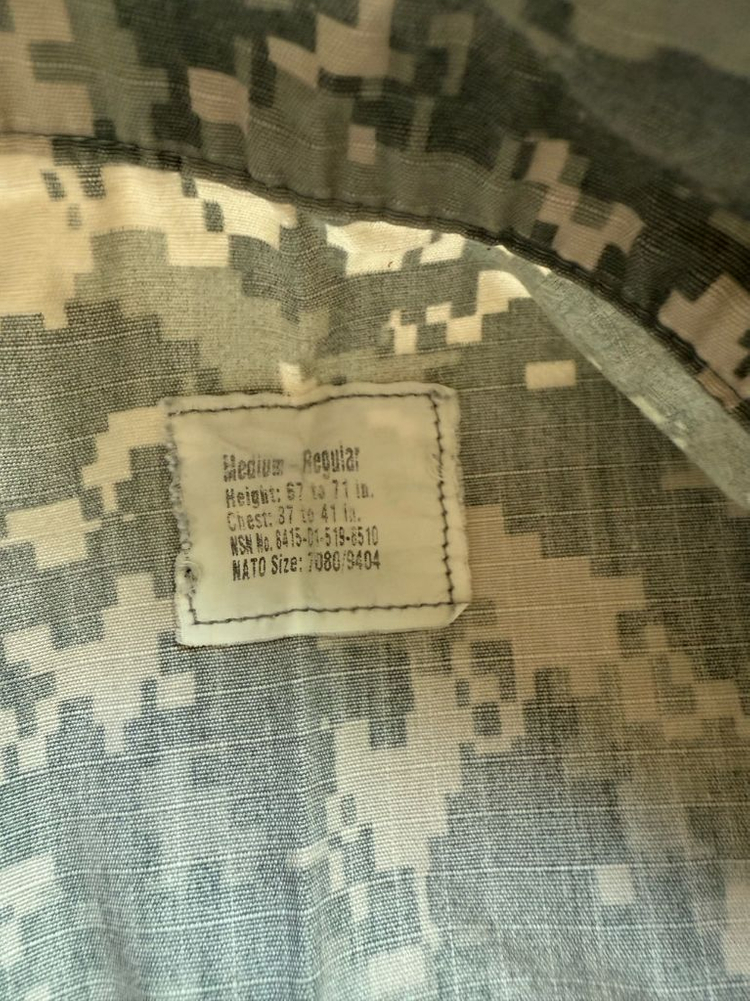 Medium - Regular
Height: 67 to 71 in.
Chest: 37 to 41 in.
NSN No. 8415-01-519-8510
NATO Size: 7080/9404